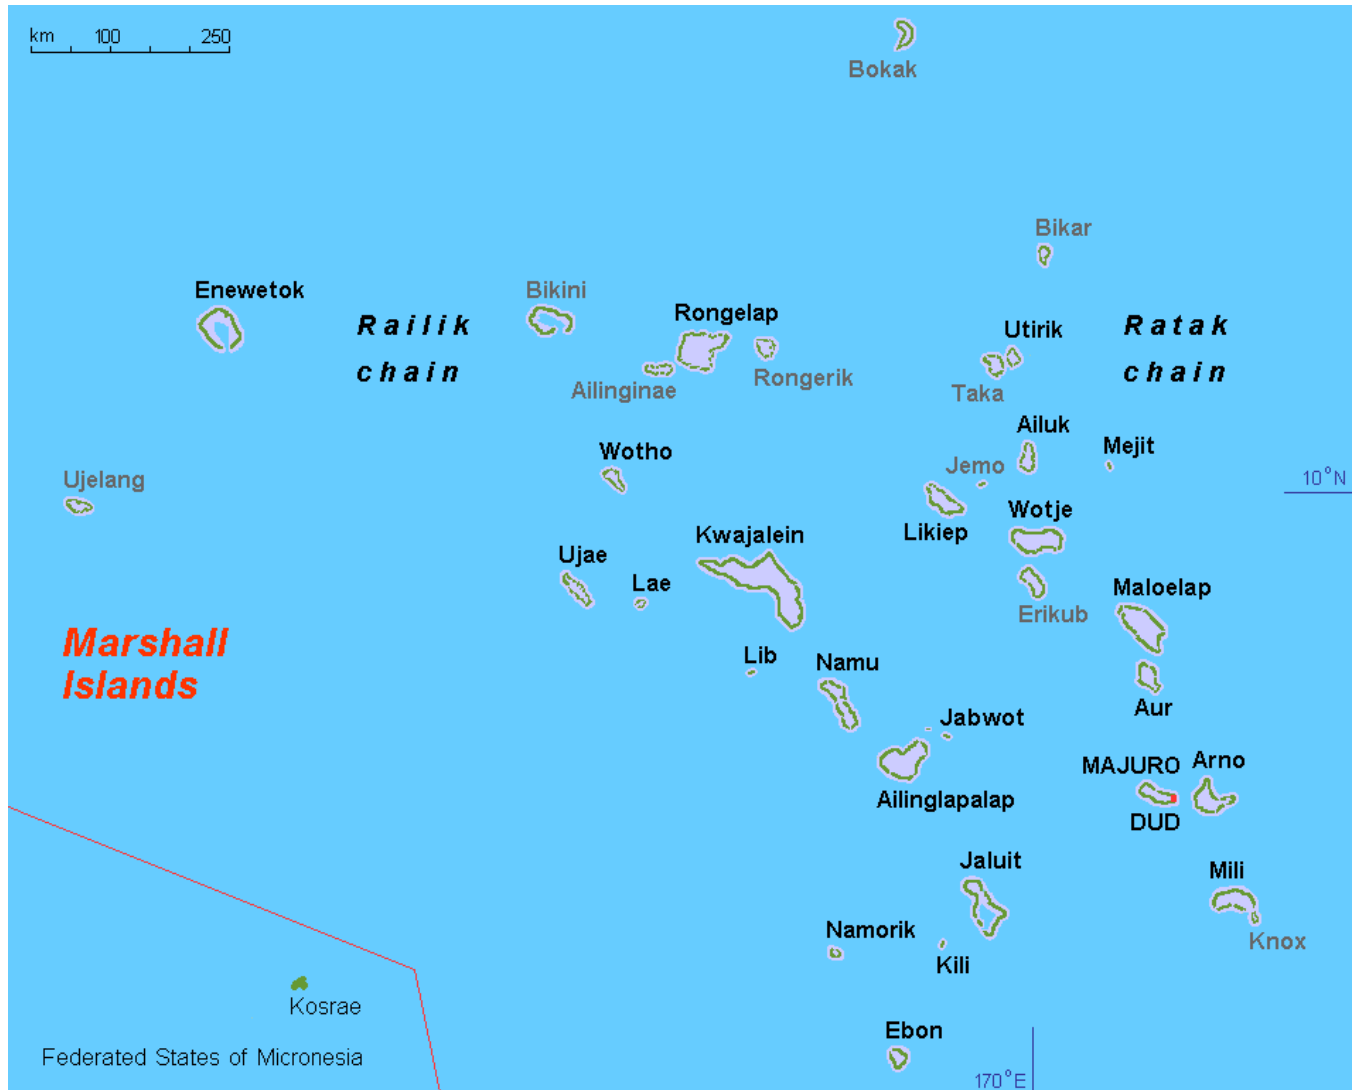 km 100 250
Bokak
Bikar
Enewetok
Bikini
Rongelap
Railik
chain
Utirik
Ratak
chain
Ailinginae
Rongerik
Taka
Ailuk
Mejit
Wotho
Jemo
Ujelang
10°N
Likiep
Wotje
Kwajalein
Ujae
Lae
Maloelap
Erikub
Marshall
Islands
Lib
Namu
Aur
Jabwot
MAJURO
Arno
Ailinglapalap
DUD
Jaluit
Mili
Namorik
Knox
Kili
Kosrae
Ebon
Federated States of Micronesia
170°E